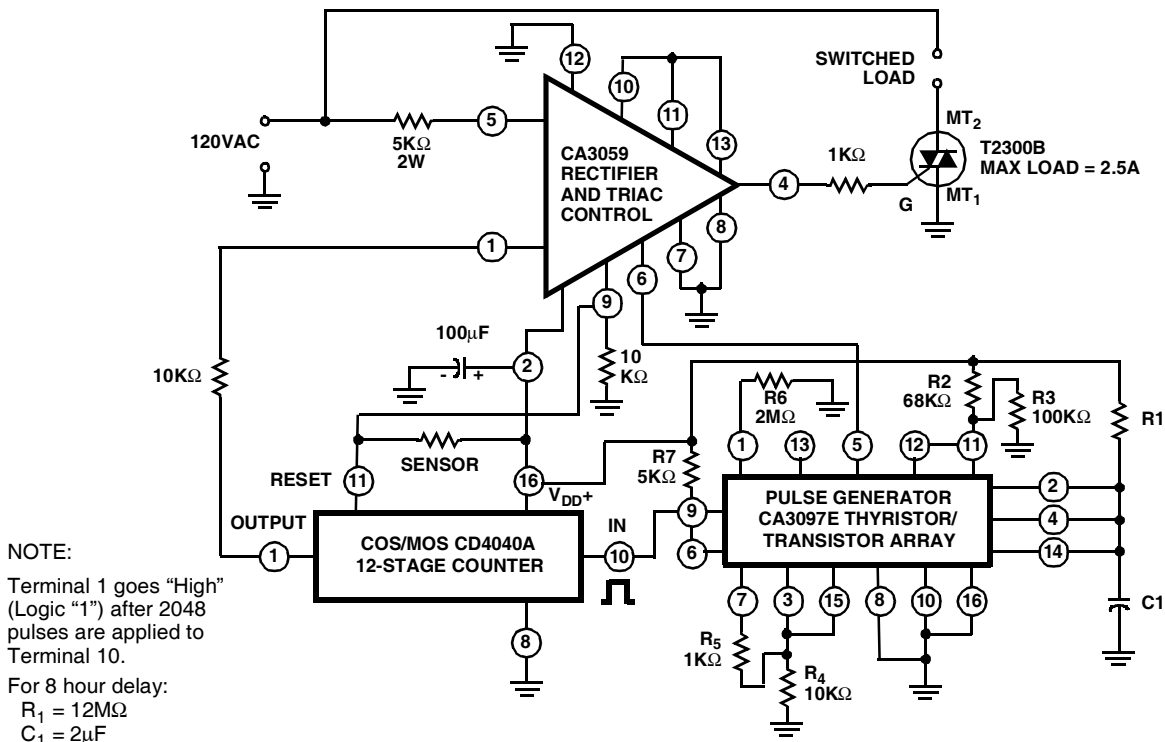 120VAC
5KΩ
2W
5
12
10
11
13
CA3059
RECTIFIER
AND TRIAC
CONTROL
4
1KΩ
SWITCHED
LOAD
MT2
T2300B
MAX LOAD = 2.5A
MT1
G
1
9
6
7
8
10KΩ
100μF
- +
2
10
KΩ
RESET
11
SENSOR
16
VDD+
OUTPUT
1
COS/MOS CD4040A
12-STAGE COUNTER
IN
10
8
R7
5KΩ
9
6
R6
2MΩ
1
13
5
12
11
R2
68KΩ
R3
100KΩ
R1
PULSE GENERATOR
CA3097E THYRISTOR/
TRANSISTOR ARRAY
2
4
14
C1
7
3
15
8
10
16
R5
1KΩ
R4
10KΩ
NOTE:
Terminal 1 goes “High”
(Logic “1”) after 2048
pulses are applied to
Terminal 10.
For 8 hour delay:
R1 = 12MΩ
C1 = 2μF